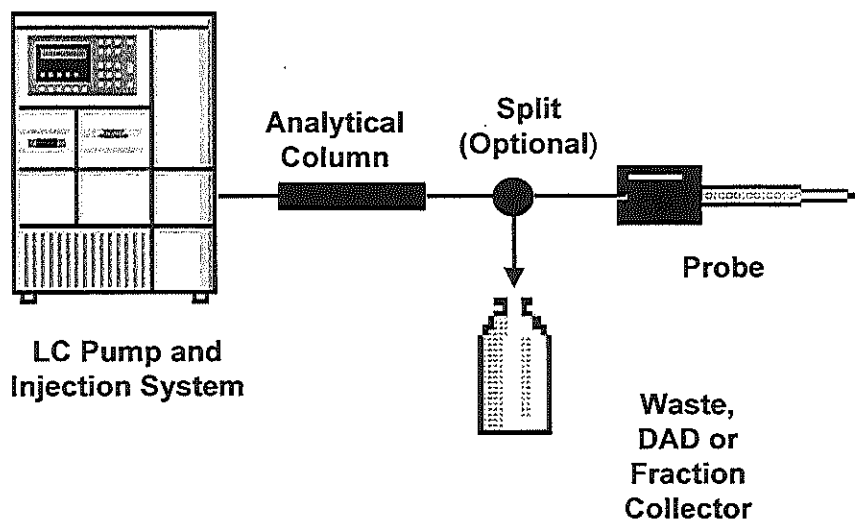 Analytical
Column
Split
(Optional)
Probe
LC Pump and
Injection System
Waste,
DAD or
Fraction
Collector